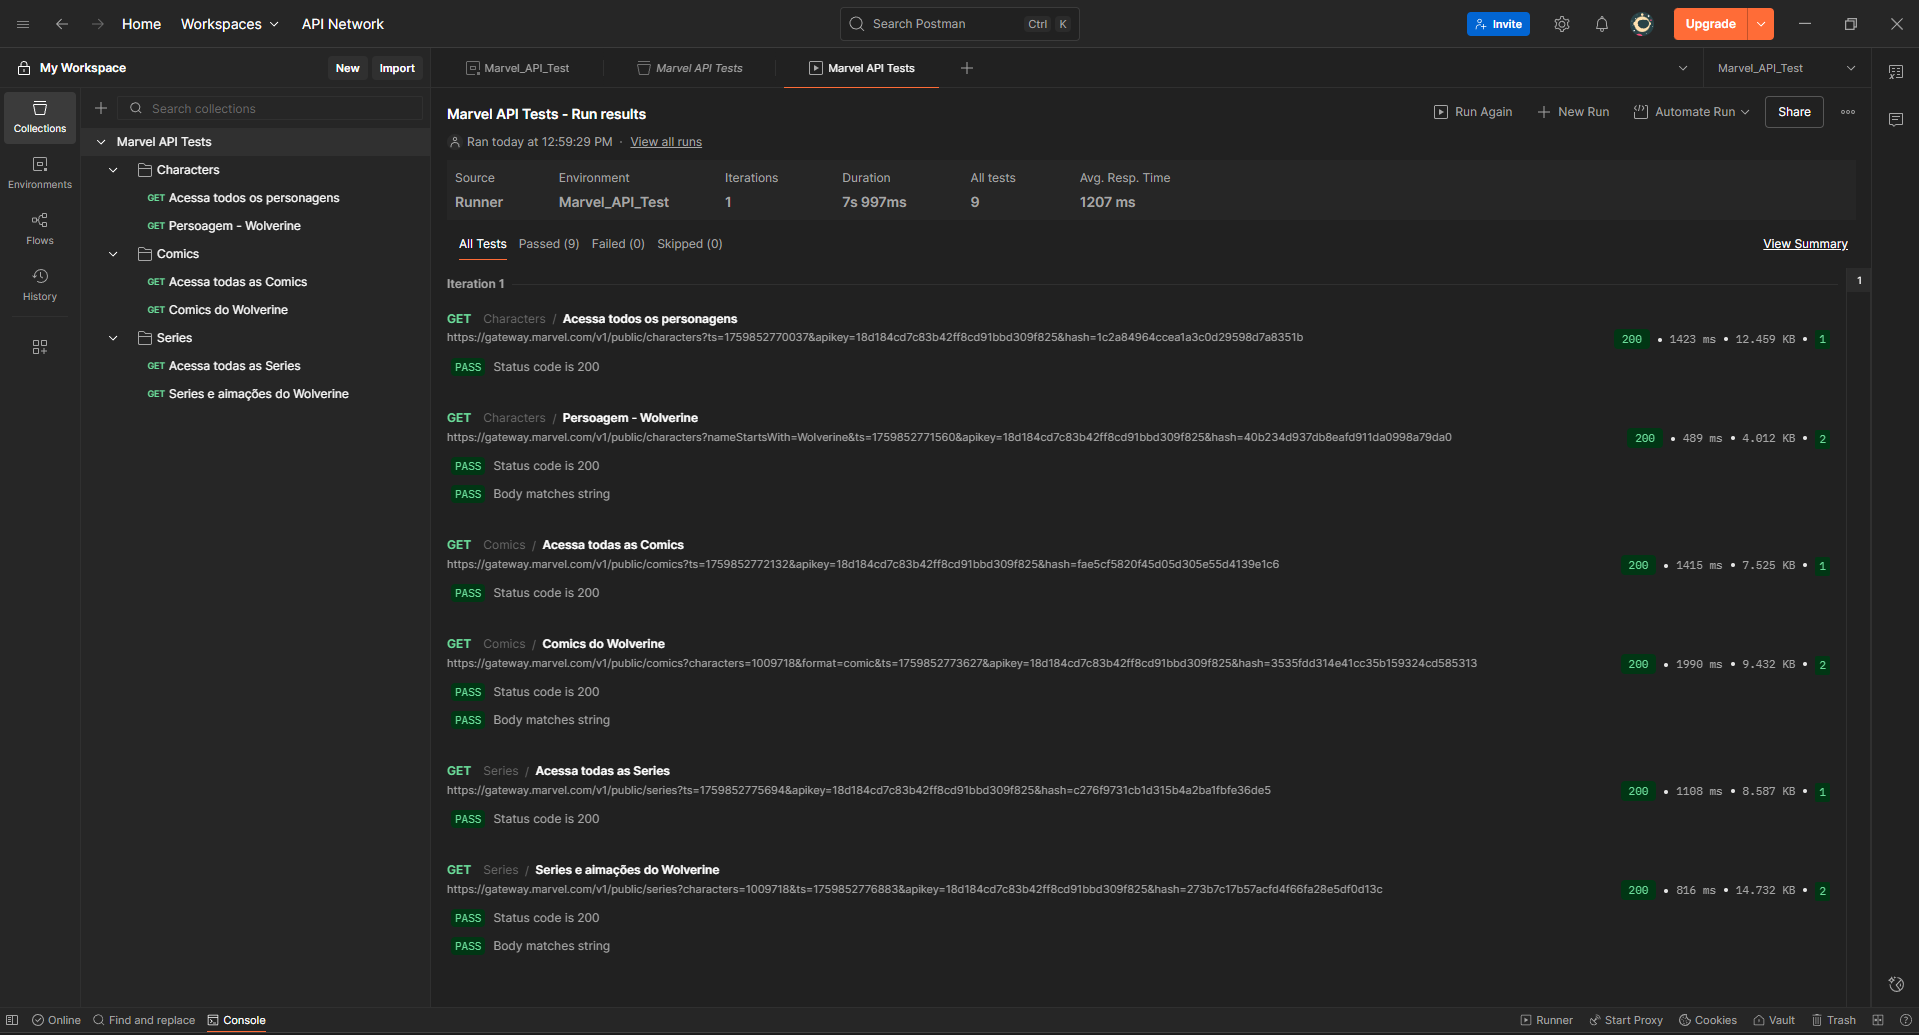 Home Workspaces API Network Search Postman Ctrl K Invite Upgrade
My Workspace New Import Marvel_API_Test Marvel API Tests Marvel API Tests Marvel_API_Test
Collections
Environments
Flows
History
Search collections
Marvel API Tests
Characters
GET Acessa todos os personagens
GET Persoagem - Wolverine
Comics
GET Acessa todas as Comics
GET Comics do Wolverine
Series
GET Acessa todas as Series
GET Series e aimações do Wolverine
Marvel API Tests - Run results Run Again New Run Automate Run Share
Ran today at 12:59:29 PM · View all runs
Source Environment Iterations Duration All tests Avg. Resp. Time
Runner Marvel_API_Test 1 7s 997ms 9 1207 ms
All Tests Passed (9) Failed (0) Skipped (0) View Summary
Iteration 1 1
GET Characters / Acessa todos os personagens
https://gateway.marvel.com/v1/public/characters?ts=1759852770037&apikey=18d184cd7c83b42ff8cd91bbd309f825&hash=1c2a84964ccea1a3c0d29598d7a8351b 200 • 1423 ms • 12.459 KB • 1
PASS Status code is 200
GET Characters / Persoagem - Wolverine
https://gateway.marvel.com/v1/public/characters?nameStartsWith=Wolverine&ts=1759852771560&apikey=18d184cd7c83b42ff8cd91bbd309f825&hash=40b234d937db8eafd911da0998a79da0 200 • 489 ms • 4.012 KB • 2
PASS Status code is 200
PASS Body matches string
GET Comics / Acessa todas as Comics
https://gateway.marvel.com/v1/public/comics?ts=1759852772132&apikey=18d184cd7c83b42ff8cd91bbd309f825&hash=fae5cf5820f45d05d305e55d4139e1c6 200 • 1415 ms • 7.525 KB • 1
PASS Status code is 200
GET Comics / Comics do Wolverine
https://gateway.marvel.com/v1/public/comics?characters=1009718&format=comic&ts=1759852773627&apikey=18d184cd7c83b42ff8cd91bbd309f825&hash=3535fdd314e41cc35b159324cd585313 200 • 1990 ms • 9.432 KB • 2
PASS Status code is 200
PASS Body matches string
GET Series / Acessa todas as Series
https://gateway.marvel.com/v1/public/series?ts=1759852775694&apikey=18d184cd7c83b42ff8cd91bbd309f825&hash=c276f9731cb1d315b4a2ba1fbfe36de5 200 • 1108 ms • 8.587 KB • 1
PASS Status code is 200
GET Series / Series e aimações do Wolverine
https://gateway.marvel.com/v1/public/series?characters=1009718&ts=1759852776883&apikey=18d184cd7c83b42ff8cd91bbd309f825&hash=273b7c17b57acfd4f66fa28e5df0d13c 200 • 816 ms • 14.732 KB • 2
PASS Status code is 200
PASS Body matches string
Online Find and replace Console Runner Start Proxy Cookies Vault Trash